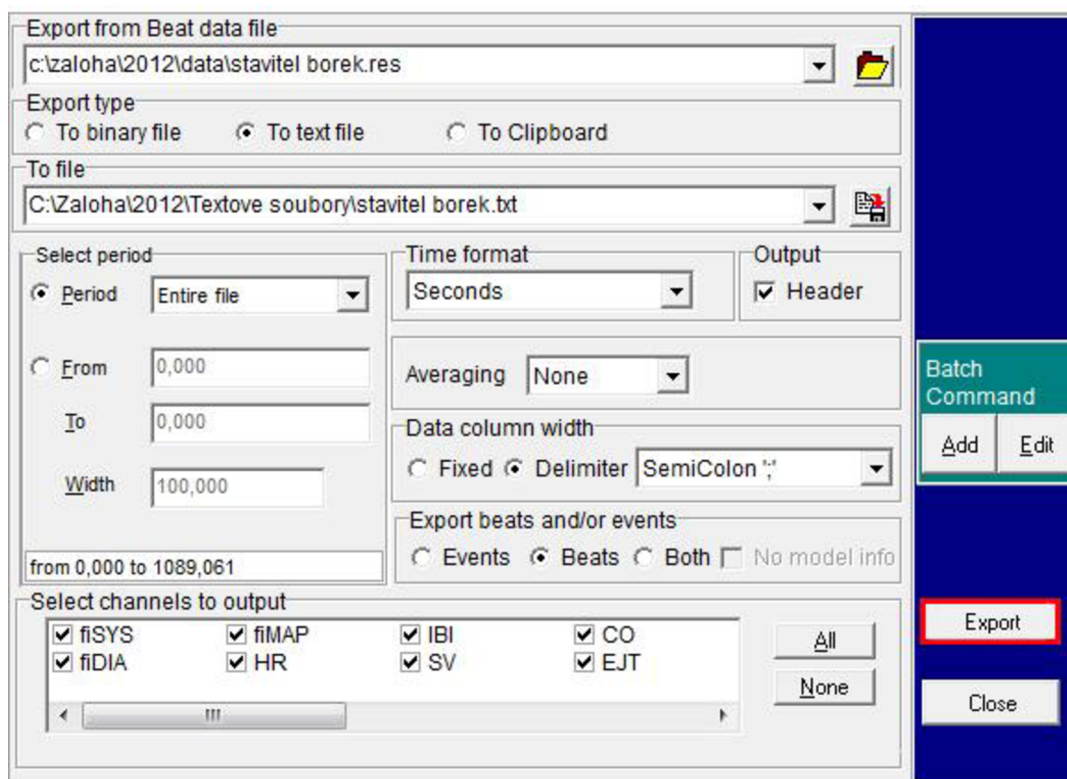 Export from Beat data file
c:\zaloha\2012\data\stavitel borek.res
Export type
To binary file
To text file
To Clipboard
To file
C:\Zaloha\2012\Textove soubory\stavitel borek.txt
Select period
Period
Entire file
From
0,000
To
0,000
Width
100,000
from 0,000 to 1089,061
Time format
Seconds
Output
Header
Averaging
None
Data column width
Fixed
Delimiter
SemiColon ';'
Export beats and/or events
Events
Beats
Both
No model info
Select channels to output
fiSYS
fiMAP
IBI
CO
fiDIA
HR
SV
EJT
All
None
Batch
Command
Add
Edit
Export
Close